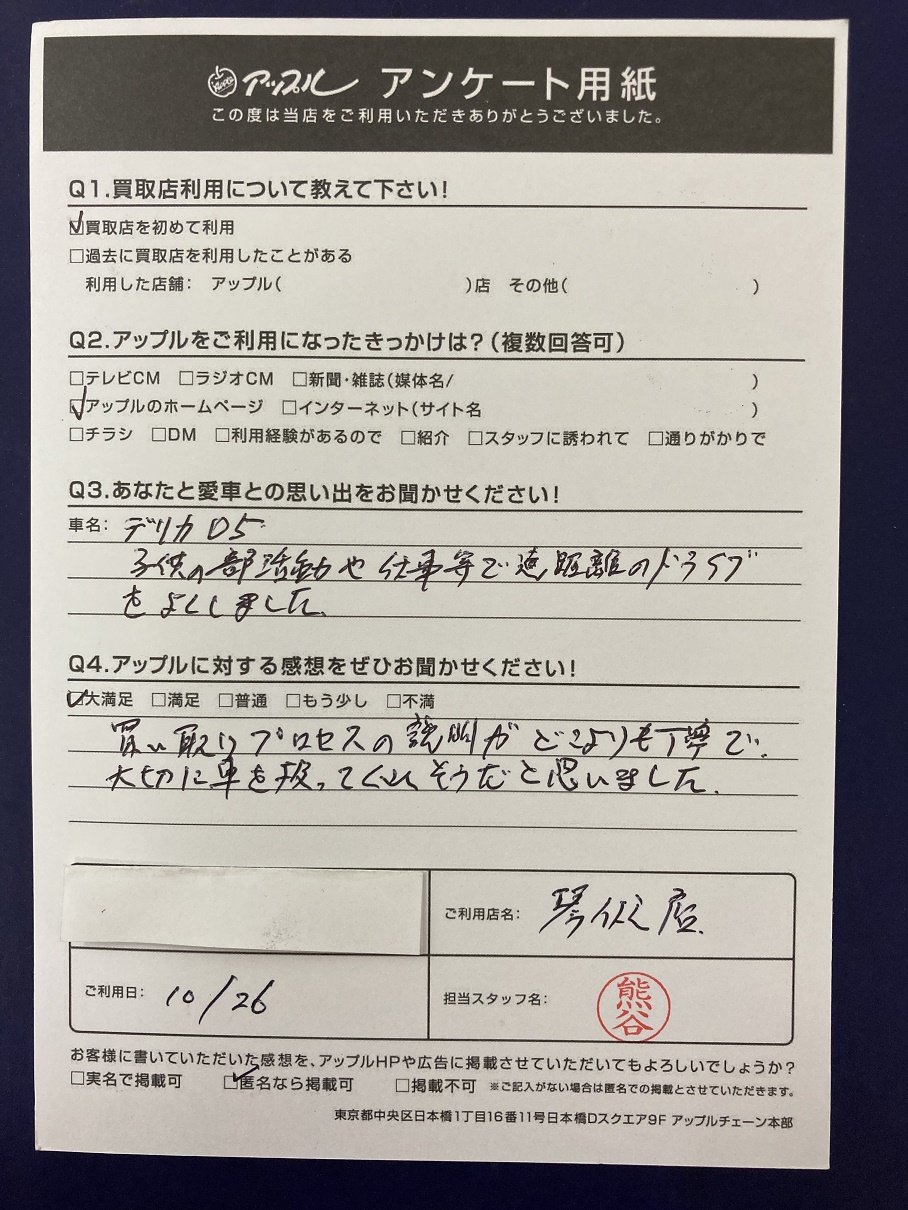 アップル アンケート用紙
この度は当店をご利用いただきありがとうございました。
Q1.買取店利用について教えて下さい!
☑買取店を初めて利用
□過去に買取店を利用したことがある
利用した店舗: アップル( )店 その他( )
Q2.アップルをご利用になったきっかけは?(複数回答可)
□テレビCM □ラジオCM □新聞・雑誌(媒体名/ )
☑アップルのホームページ □インターネット(サイト名 )
□チラシ □DM □利用経験があるので □紹介 □スタッフに誘われて □通りがかりで
Q3.あなたと愛車との思い出をお聞かせください!
車名: デリカD5
子供の部活動や仕事等で遠距離のドライブ
をよくしました。
Q4.アップルに対する感想をぜひお聞かせください!
☑大満足 □満足 □普通 □もう少し □不満
買い取りプロセスの説明がどこよりも丁寧で、
大切に車を扱ってくれそうだと思いました。
ご利用店名: 琴似店
ご利用日: 10/26
担当スタッフ名: 熊谷
お客様に書いていただいた感想を、アップルHPや広告に掲載させていただいてもよろしいでしょうか?
□実名で掲載可 ☑匿名なら掲載可 □掲載不可 ※ご記入がない場合は匿名での掲載とさせていただきます。
東京都中央区日本橋1丁目16番11号日本橋Dスクエア9F アップルチェーン本部